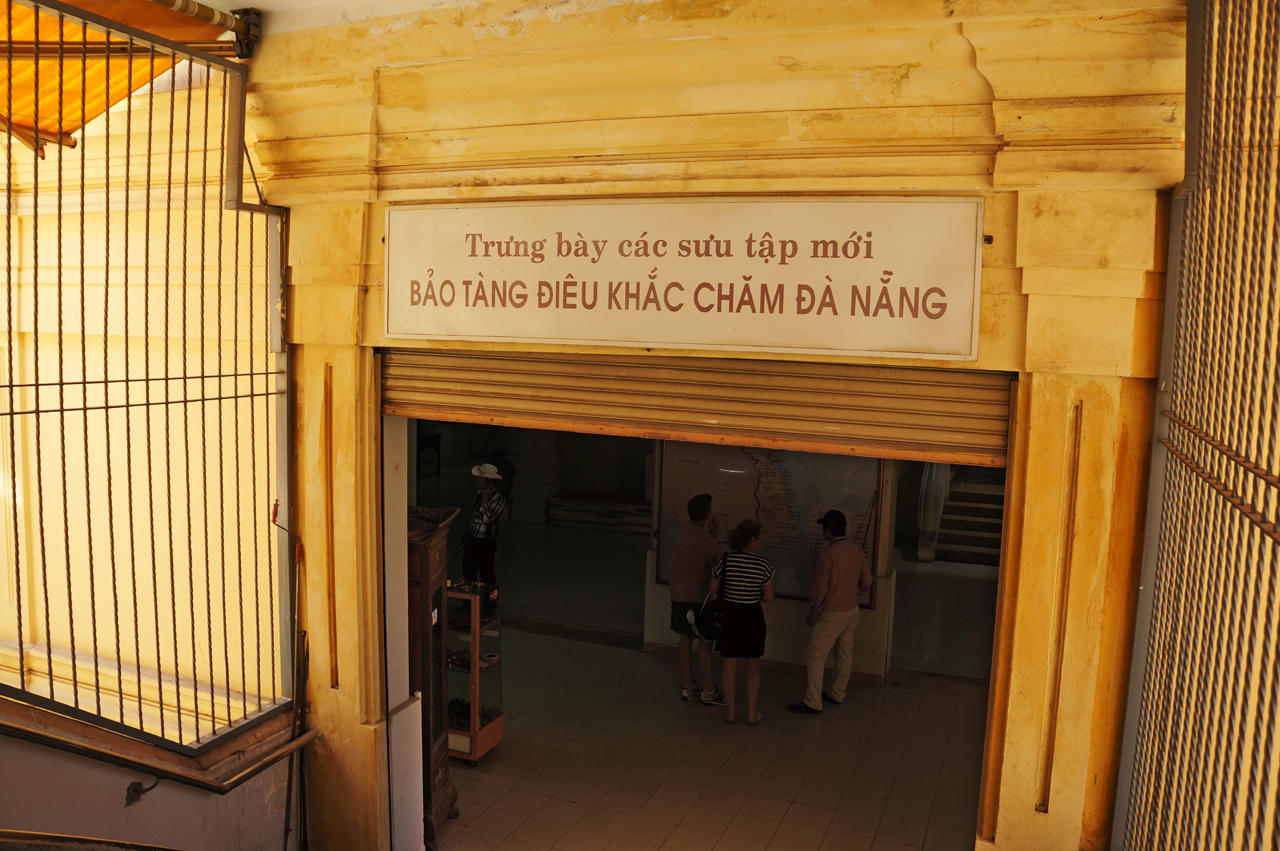 Trưng bày các sưu tập mới
BẢO TÀNG ĐIÊU KHẮC CHĂM ĐÀ NẴNG